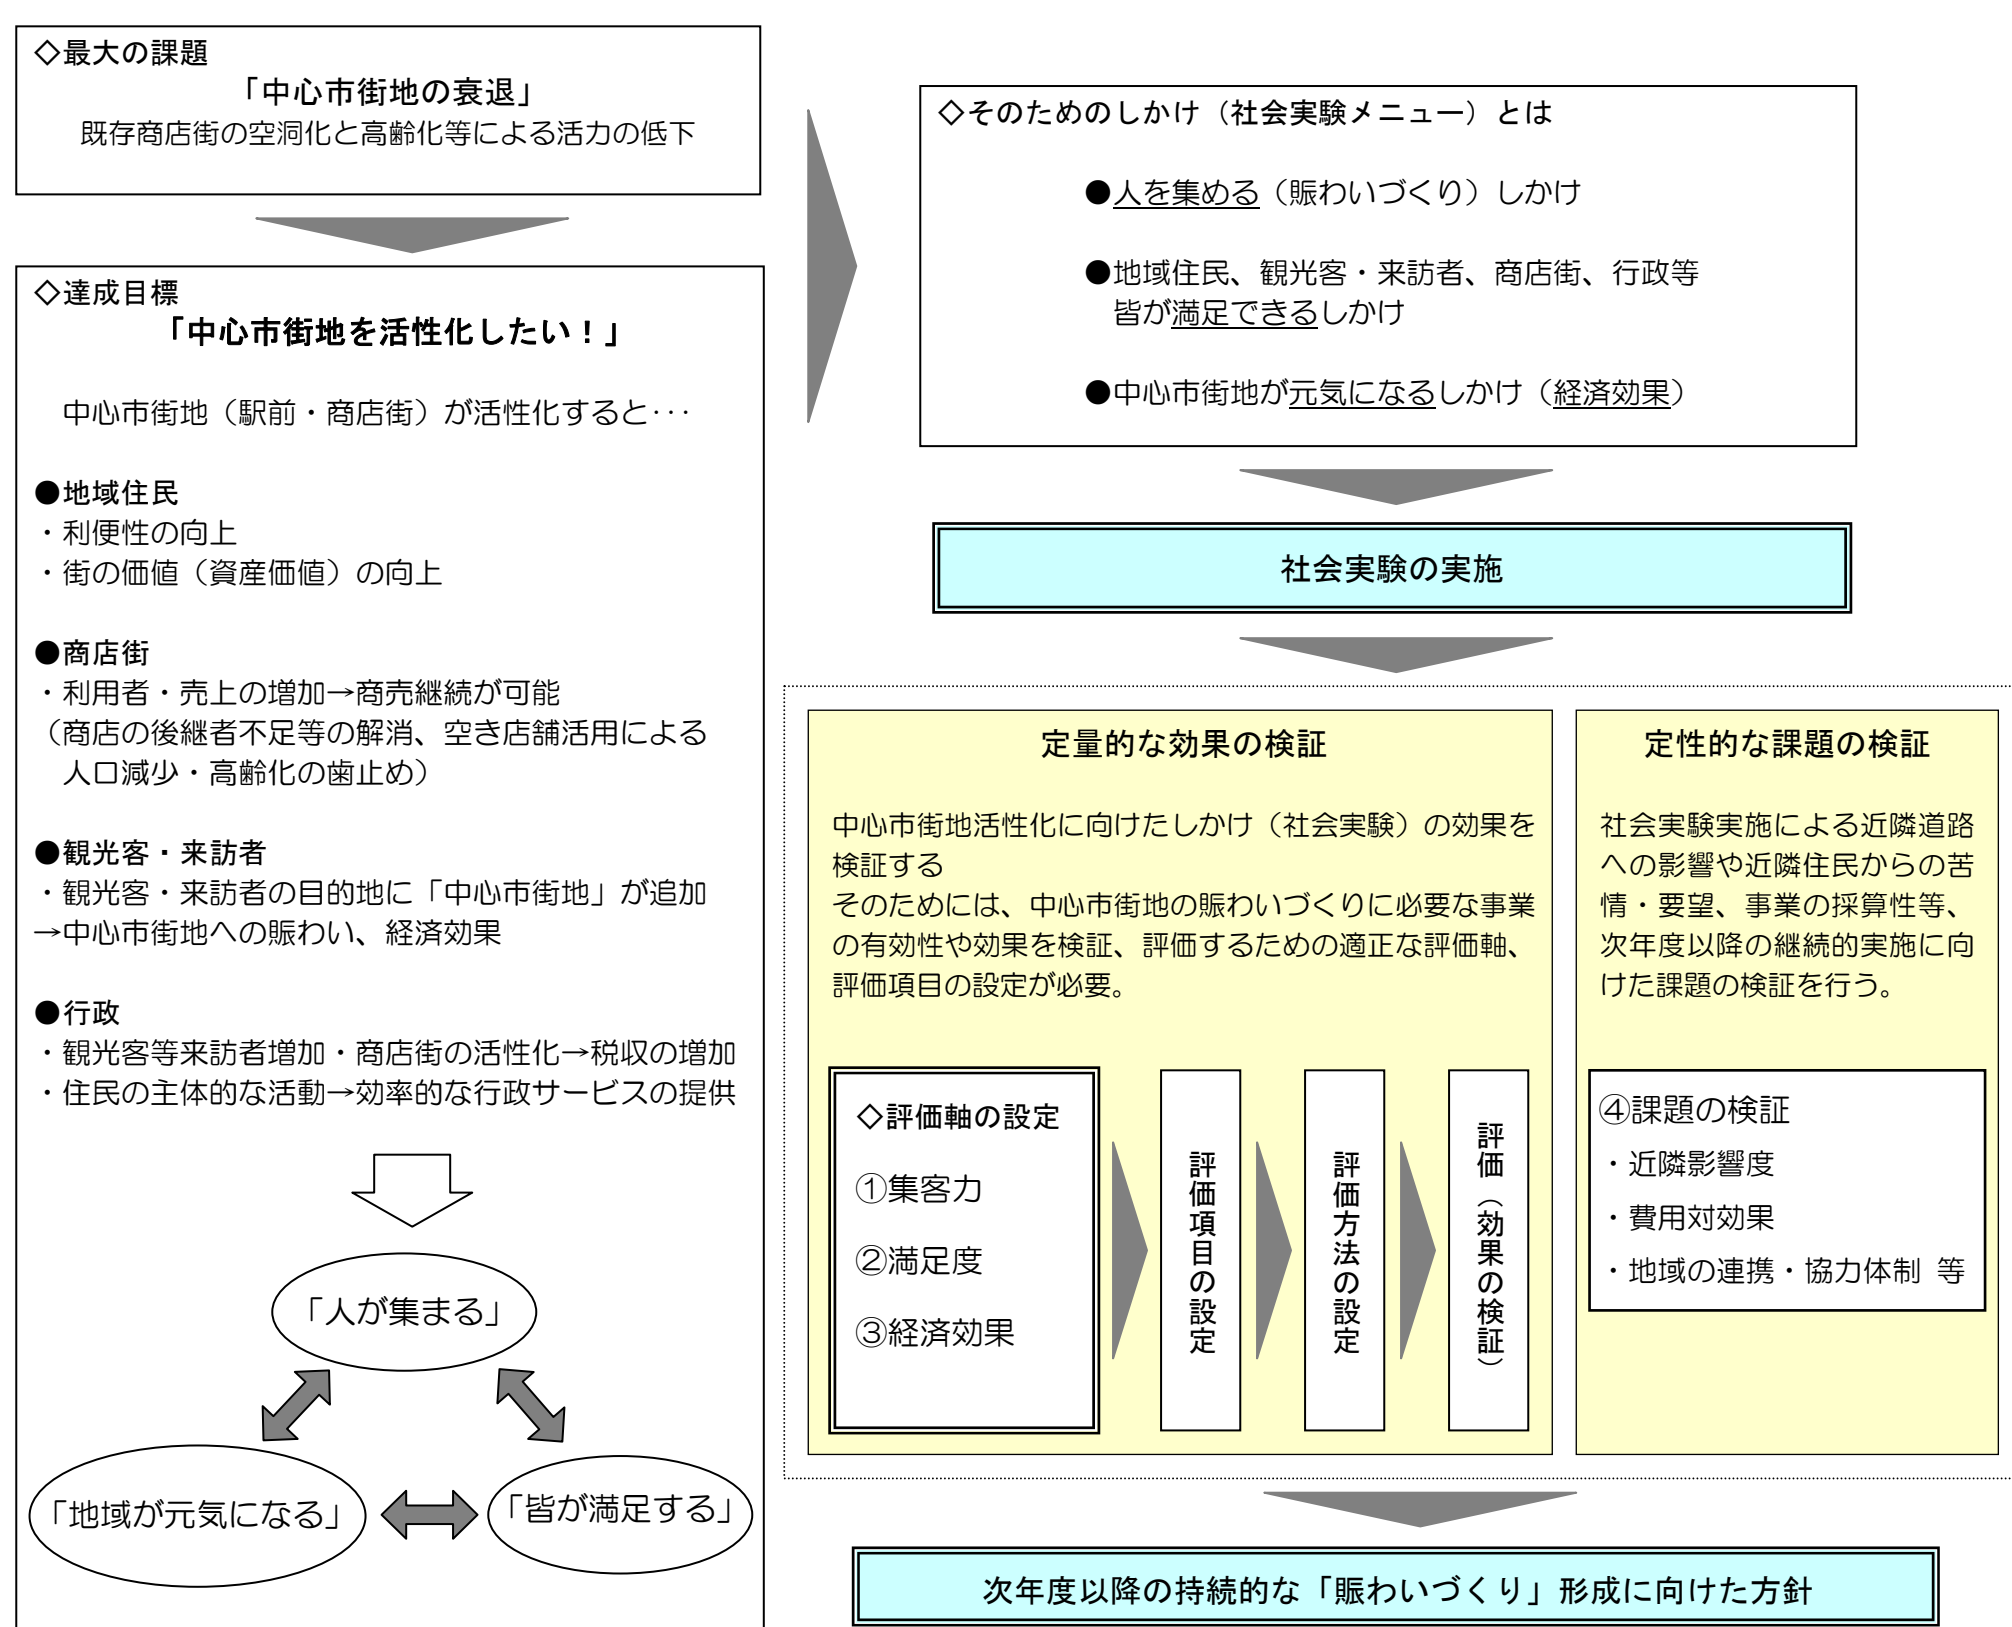 ◇最大の課題
「中心市街地の衰退」
既存商店街の空洞化と高齢化等による活力の低下
◇達成目標
「中心市街地を活性化したい！」
中心市街地（駅前・商店街）が活性化すると･･･
●地域住民
・利便性の向上
・街の価値（資産価値）の向上
●商店街
・利用者・売上の増加→商売継続が可能
（商店の後継者不足等の解消、空き店舗活用による
人口減少・高齢化の歯止め）
●観光客・来訪者
・観光客・来訪者の目的地に「中心市街地」が追加
→中心市街地への賑わい、経済効果
●行政
・観光客等来訪者増加・商店街の活性化→税収の増加
・住民の主体的な活動→効率的な行政サービスの提供
「人が集まる」
「地域が元気になる」
「皆が満足する」
◇そのためのしかけ（社会実験メニュー）とは
●人を集める（賑わいづくり）しかけ
●地域住民、観光客・来訪者、商店街、行政等
皆が満足できるしかけ
●中心市街地が元気になるしかけ（経済効果）
社会実験の実施
定量的な効果の検証
中心市街地活性化に向けたしかけ（社会実験）の効果を
検証する
そのためには、中心市街地の賑わいづくりに必要な事業
の有効性や効果を検証、評価するための適正な評価軸、
評価項目の設定が必要。
◇評価軸の設定
①集客力
②満足度
③経済効果
評価項目の設定
評価方法の設定
評価（効果の検証）
定性的な課題の検証
社会実験実施による近隣道路
への影響や近隣住民からの苦
情・要望、事業の採算性等、
次年度以降の継続的実施に向
けた課題の検証を行う。
④課題の検証
・近隣影響度
・費用対効果
・地域の連携・協力体制 等
次年度以降の持続的な「賑わいづくり」形成に向けた方針